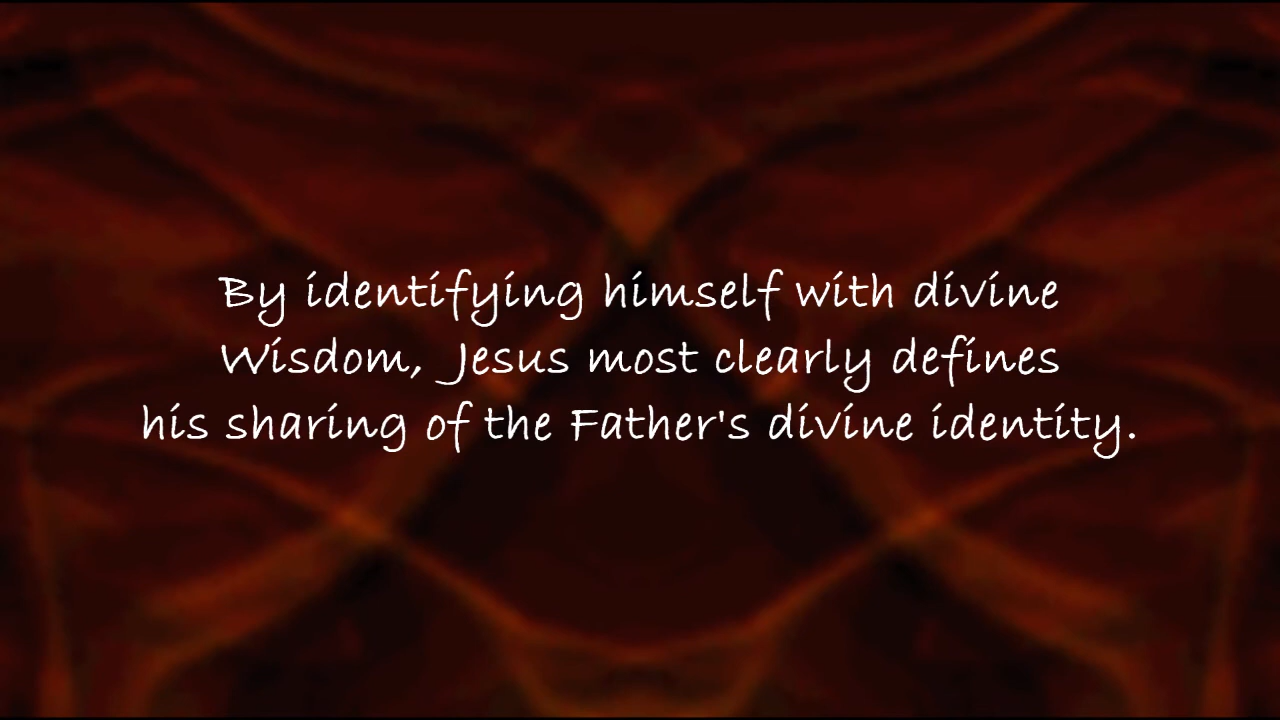 By identifying himself with divine
Wisdom, Jesus most clearly defines
his sharing of the Father's divine identity.